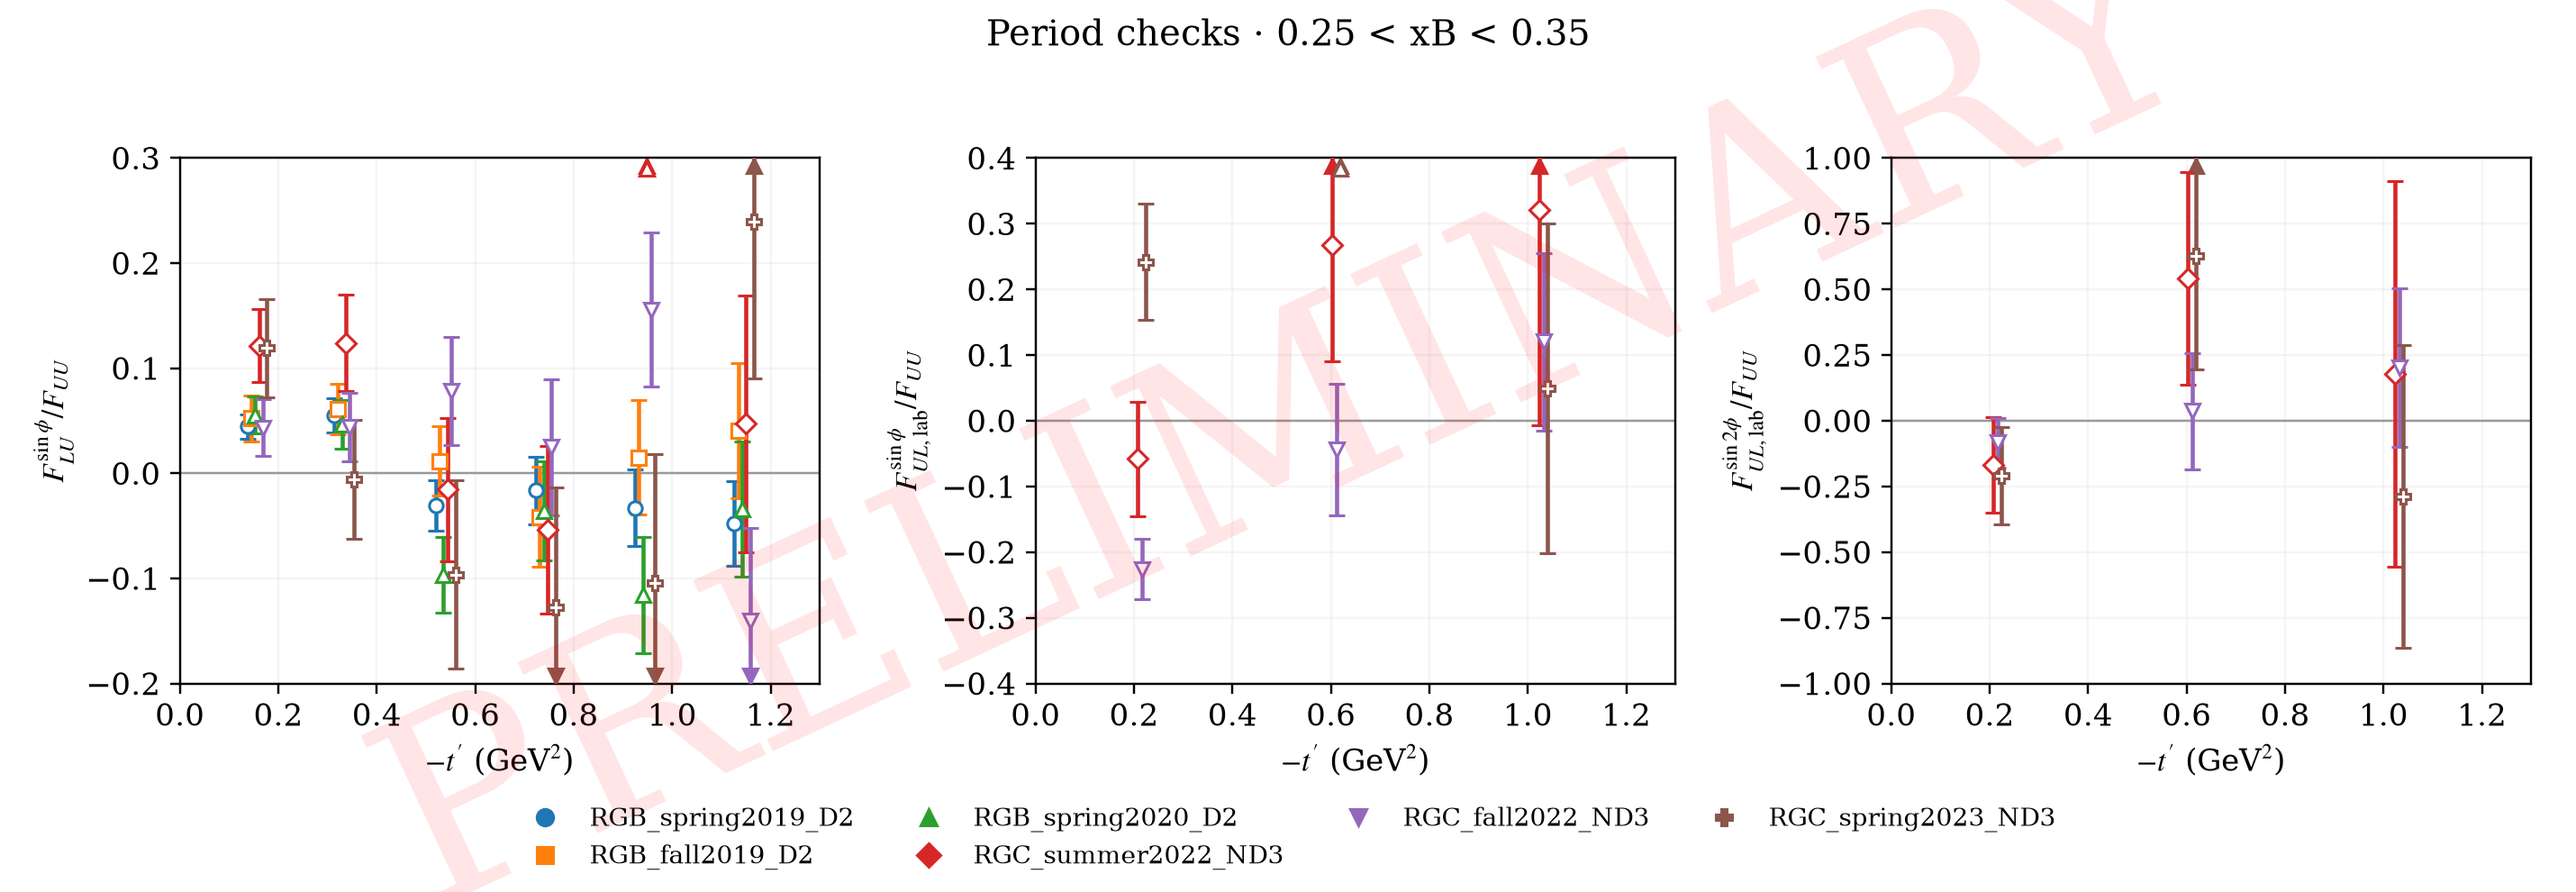 Period checks · 0.25 < xB < 0.35
PRELIMINARY
F_{LU}^{sin ϕ}/F_{UU}
0.3
0.2
0.1
0.0
−0.1
−0.2
0.0 0.2 0.4 0.6 0.8 1.0 1.2
−t′ (GeV²)
F_{UL, lab}^{sin ϕ}/F_{UU}
0.4
0.3
0.2
0.1
0.0
−0.1
−0.2
−0.3
−0.4
0.0 0.2 0.4 0.6 0.8 1.0 1.2
−t′ (GeV²)
F_{UL, lab}^{sin 2ϕ}/F_{UU}
1.00
0.75
0.50
0.25
0.00
−0.25
−0.50
−0.75
−1.00
0.0 0.2 0.4 0.6 0.8 1.0 1.2
−t′ (GeV²)
RGB_spring2019_D2 RGB_spring2020_D2 RGC_fall2022_ND3 RGC_spring2023_ND3
RGB_fall2019_D2 RGC_summer2022_ND3